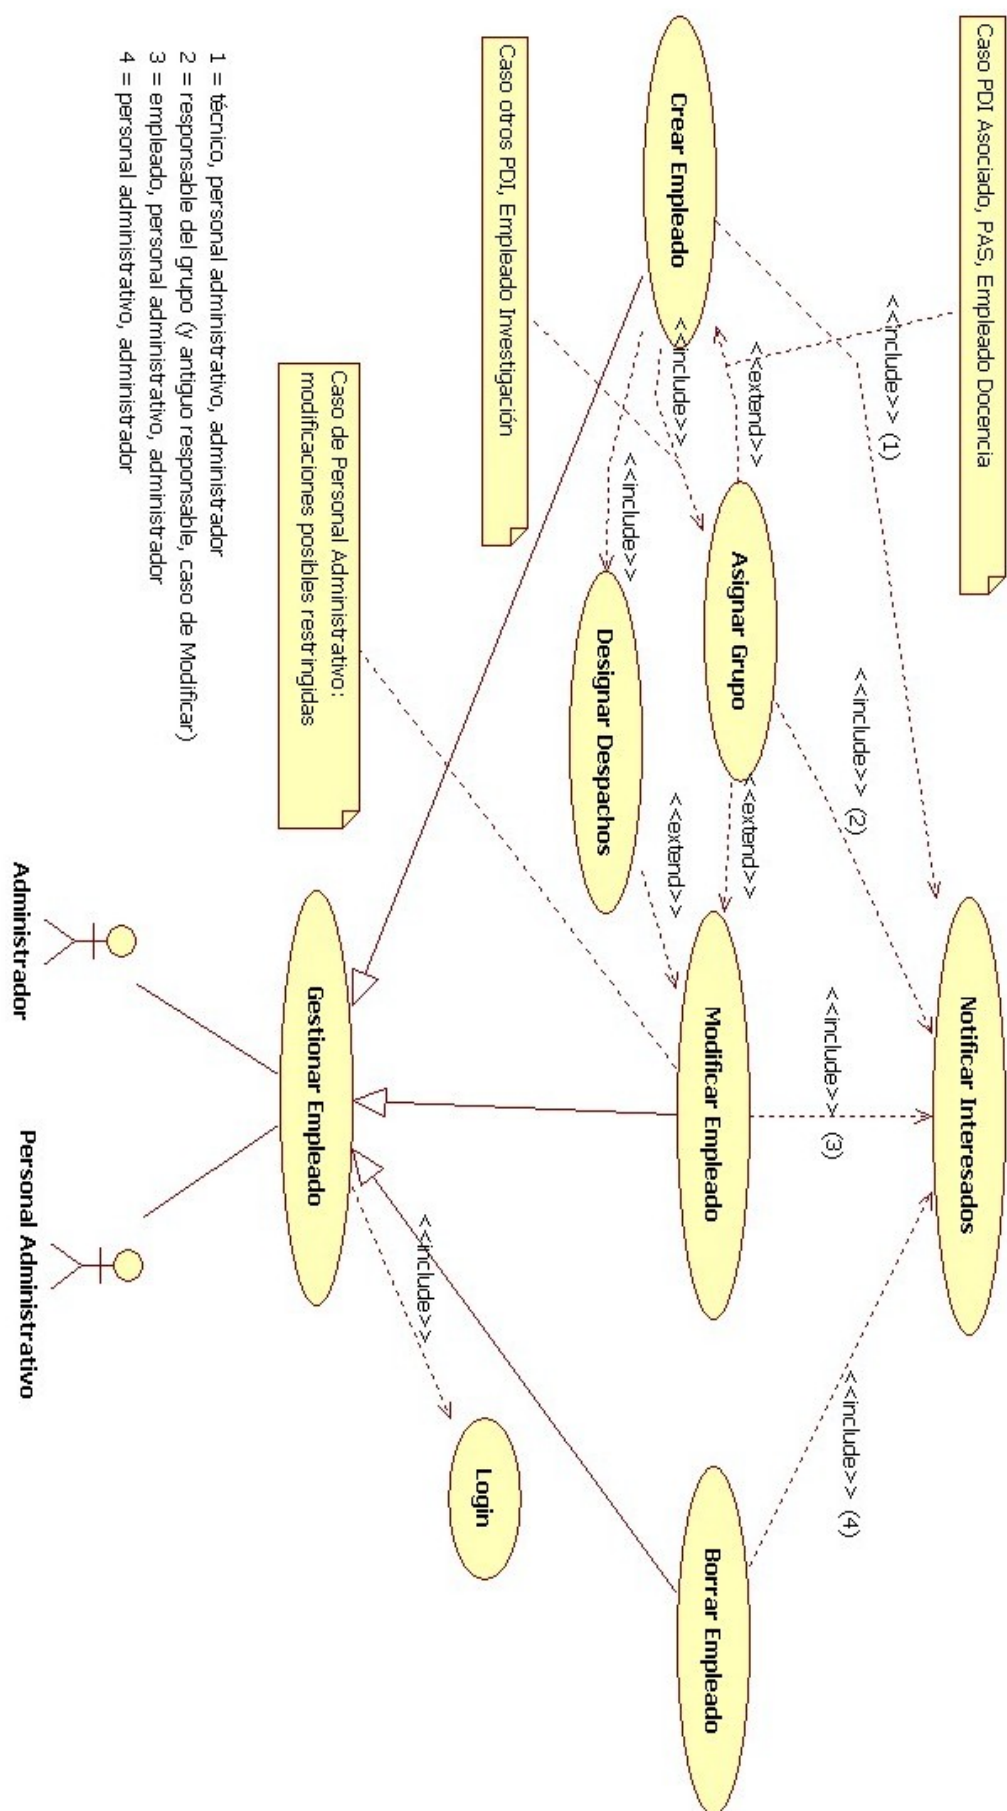 Caso PDI Asociado, PAS, Empleado Docencia
<<include>> (1)
Notificar Interesados
<<include>> (2)
<<include>> (3)
<<include>> (4)
Crear Empleado
<<extend>>
<<include>>
Asignar Grupo
<<extend>>
Modificar Empleado
Borrar Empleado
<<include>>
Designar Despachos
<<extend>>
Caso otros PDI, Empleado Investigación
Login
<<include>>
Caso de Personal Administrativo:
modificaciones posibles restringidas
Gestionar Empleado
1 = técnico, personal administrativo, administrador
2 = responsable del grupo (y antiguo responsable, caso de Modificar)
3 = empleado, personal administrativo, administrador
4 = personal administrativo, administrador
Administrador
Personal Administrativo